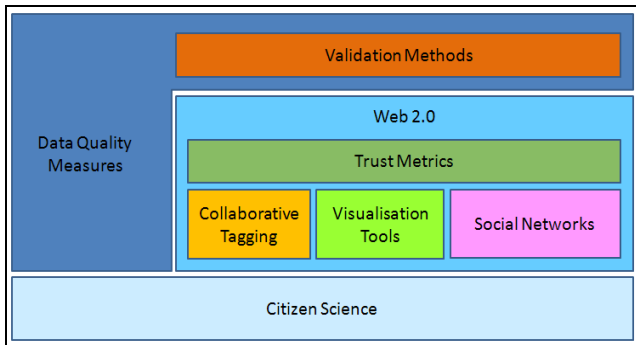 Validation Methods
Web 2.0
Data Quality
Measures
Trust Metrics
Collaborative
Tagging
Visualisation
Tools
Social Networks
Citizen Science